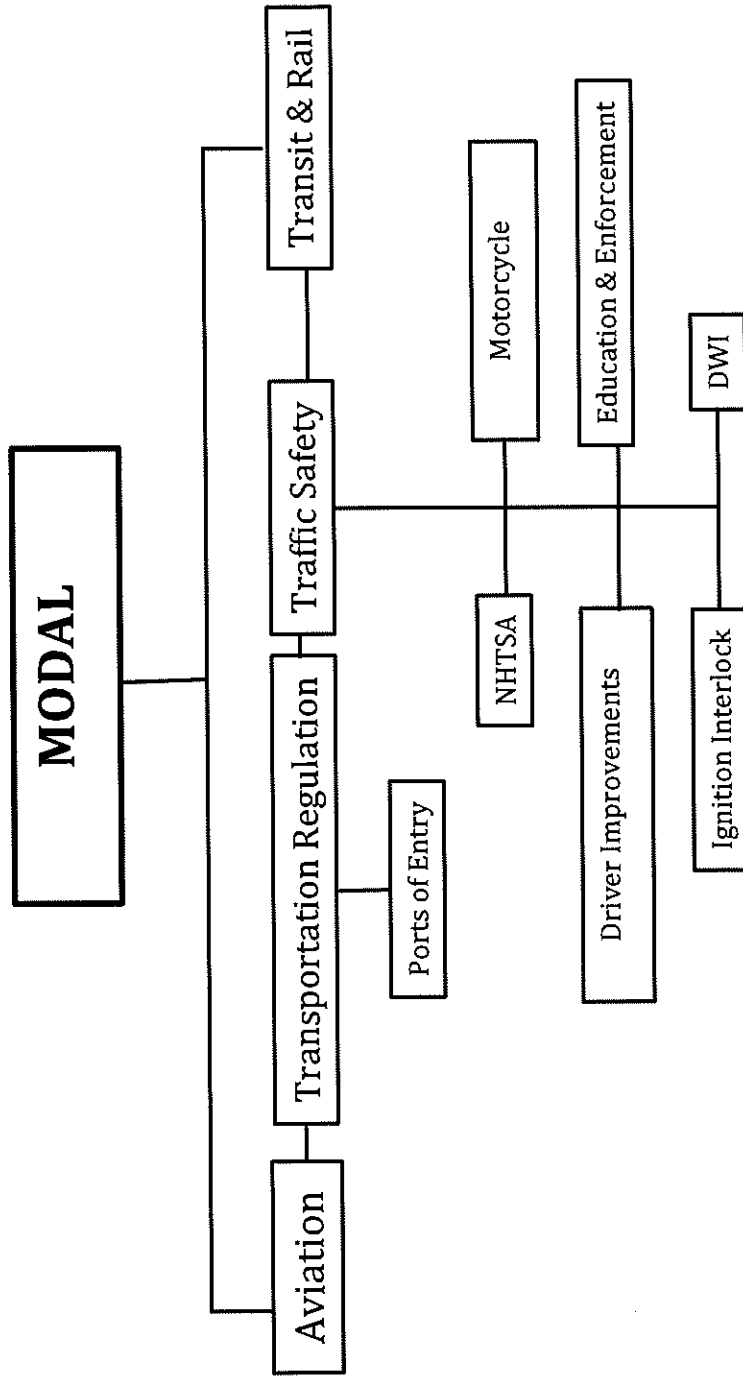 MODAL
Aviation
Transportation Regulation
Traffic Safety
Transit & Rail
Ports of Entry
NHTSA
Motorcycle
Driver Improvements
Education & Enforcement
Ignition Interlock
DWI